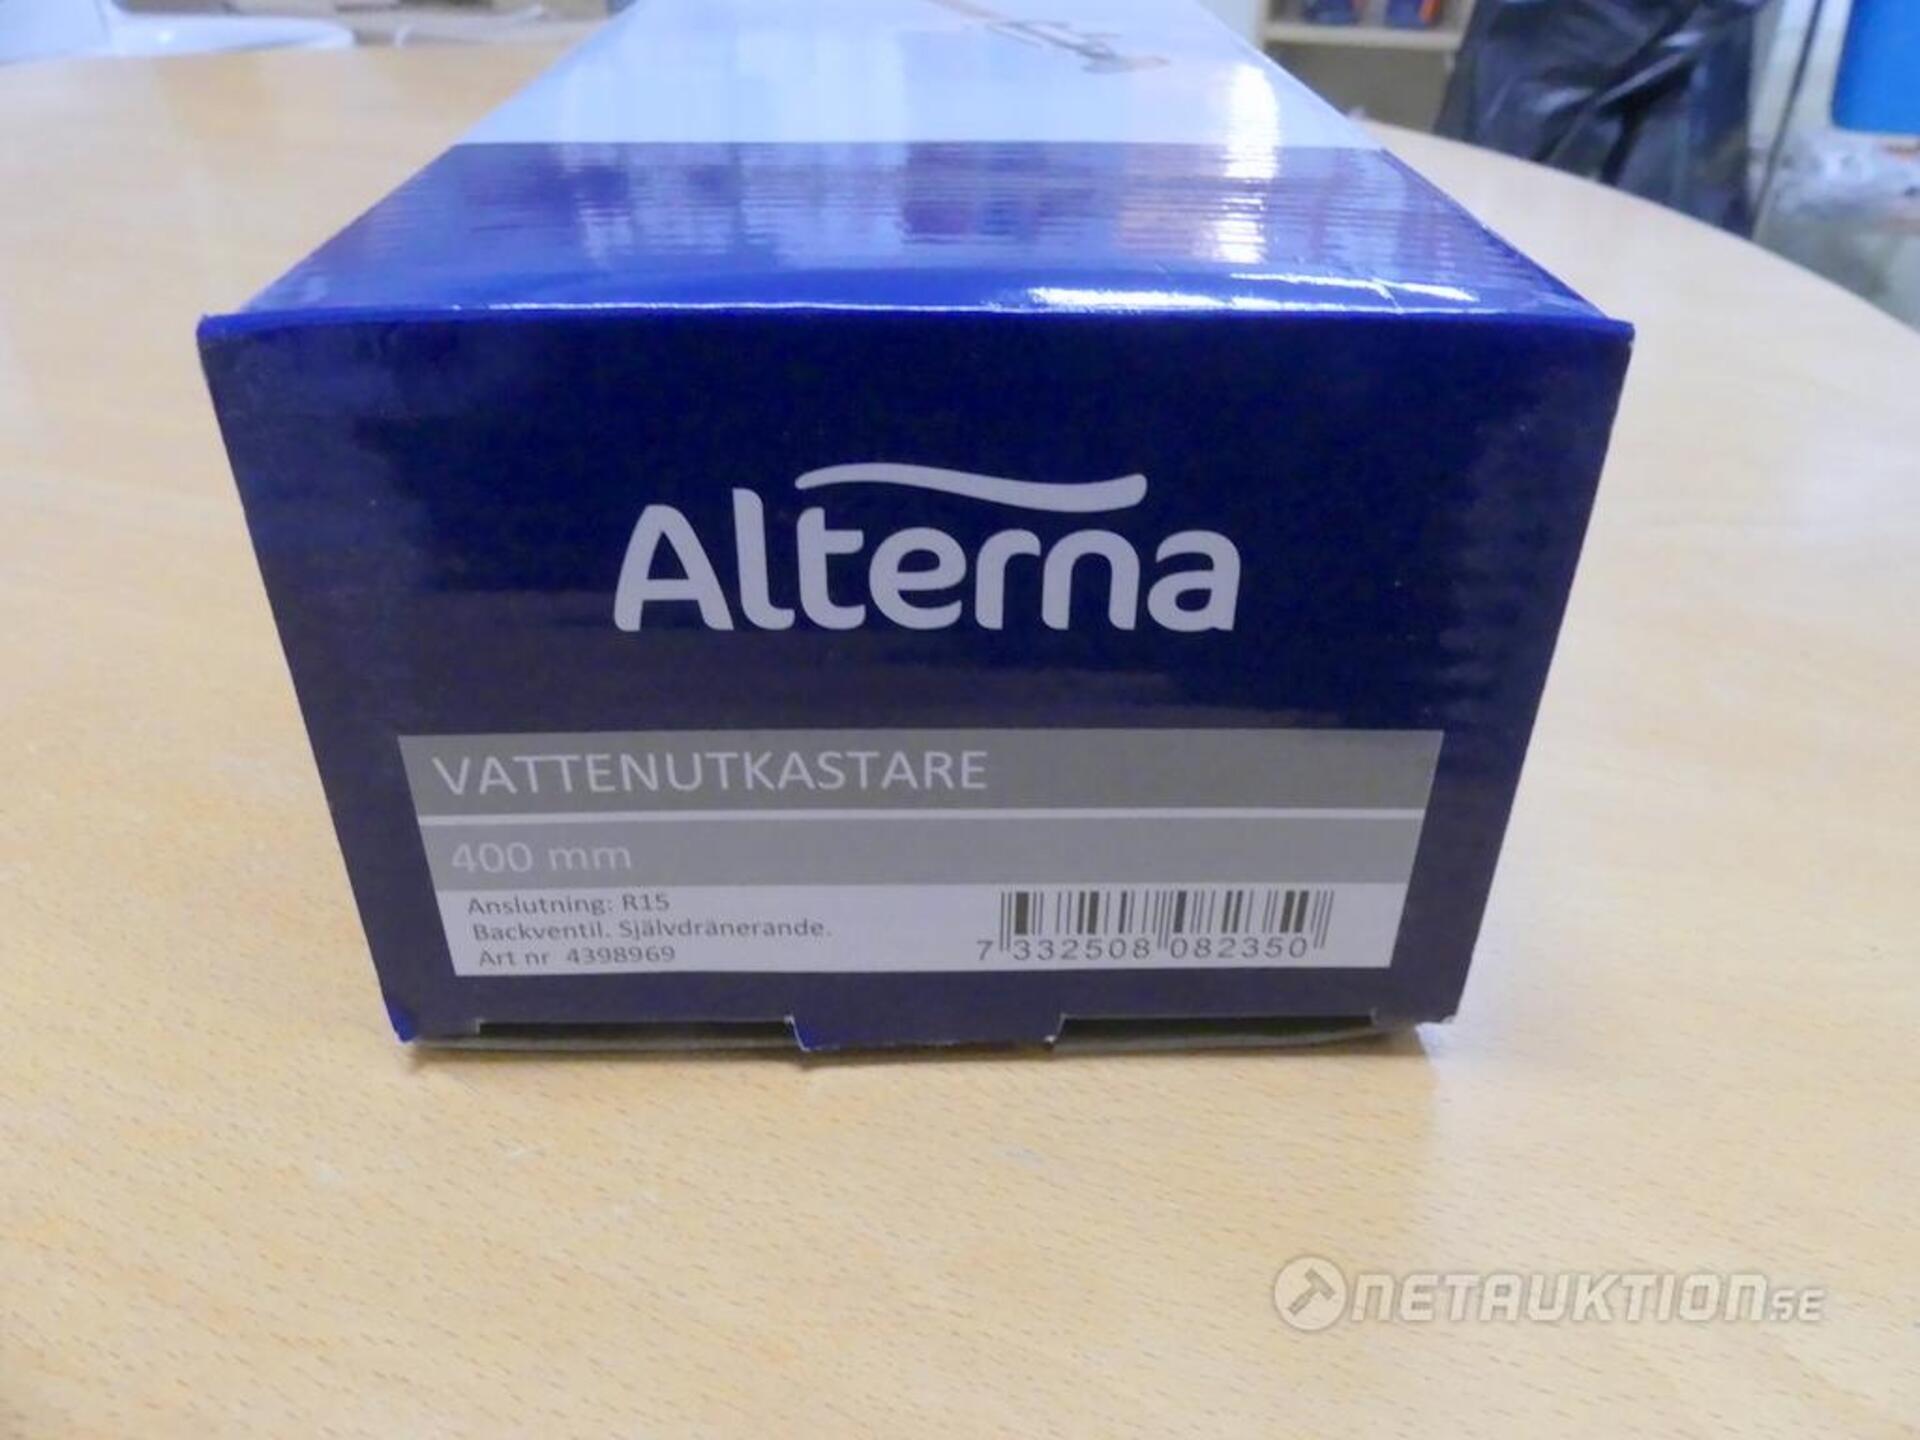 Alterna
VATTENUTKASTARE
400 mm
Anslutning: R15
Backventil. Självdränerande.
Art nr 4398969
7 332508 082350
NETAUKTION.SE